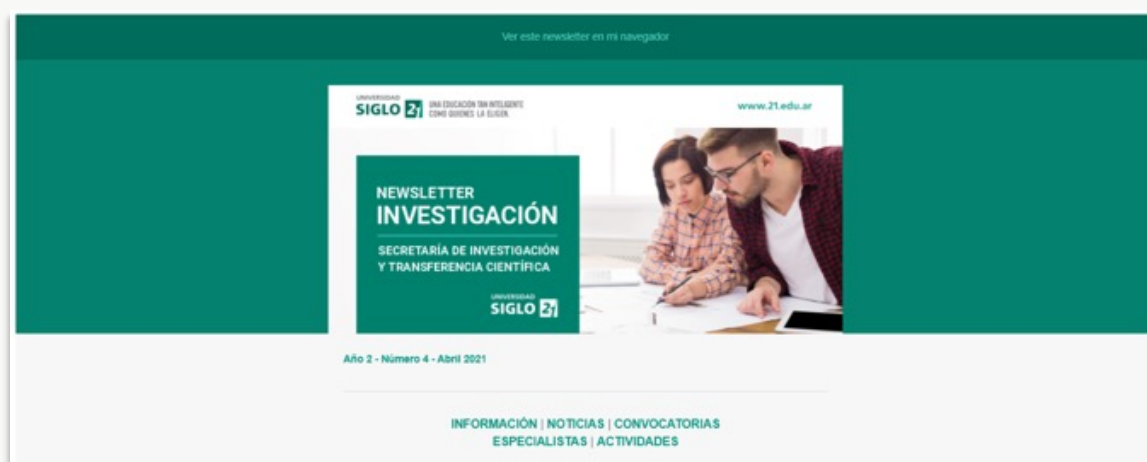 Ver este newsletter en mi navegador
UNIVERSIDAD
SIGLO 21
UNA EDUCACIÓN TAN INTELIGENTE
COMO QUIENES LA ELIGEN.
www.21.edu.ar
NEWSLETTER
INVESTIGACIÓN
SECRETARÍA DE INVESTIGACIÓN
Y TRANSFERENCIA CIENTÍFICA
UNIVERSIDAD
SIGLO 21
Año 2 - Número 4 - Abril 2021
INFORMACIÓN | NOTICIAS | CONVOCATORIAS
ESPECIALISTAS | ACTIVIDADES